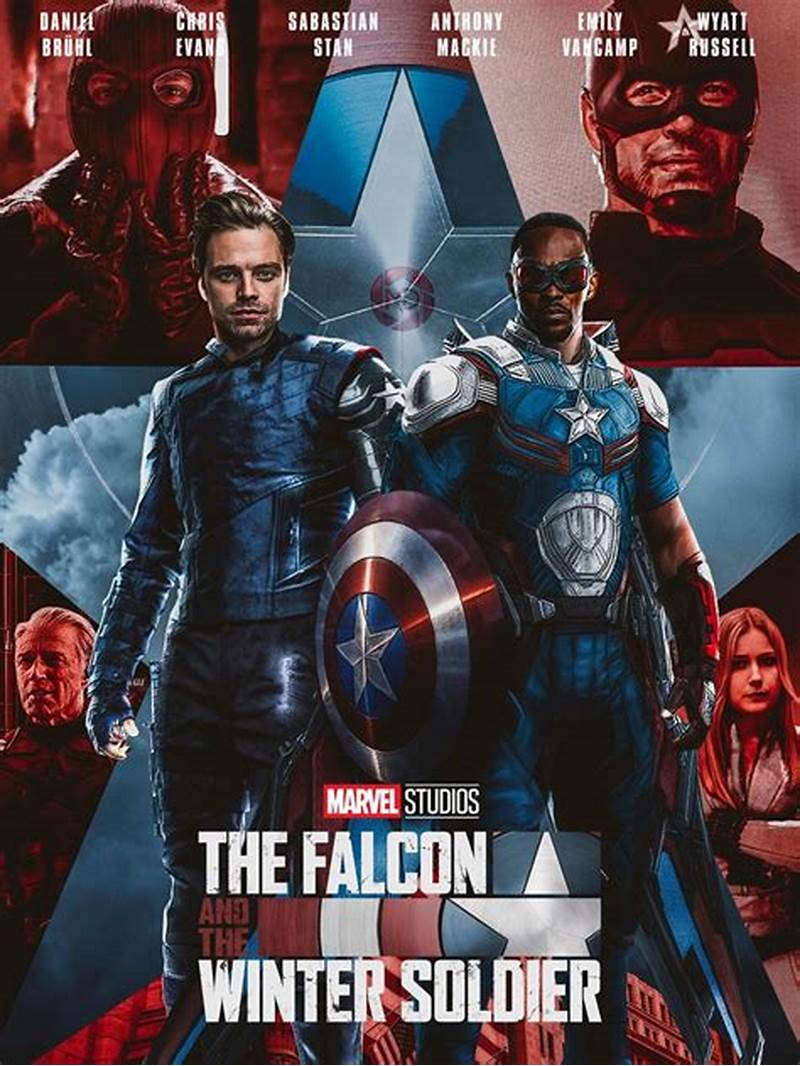 DANIEL CHRIS SABASTIAN ANTHONY EMILY WYATT
BRÜHL EVANS STAN MACKIE VANCAMP RUSSELL
MARVEL STUDIOS
THE FALCON
AND
THE
WINTER SOLDIER